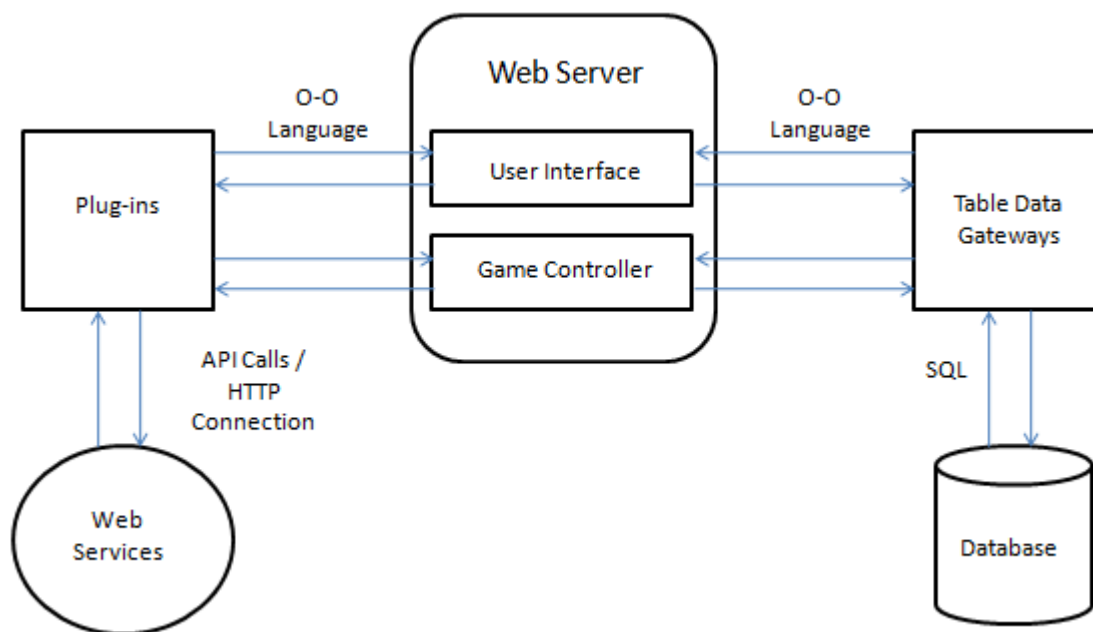 Web Server
O-O
Language
O-O
Language
User Interface
Plug-ins
Table Data
Gateways
Game Controller
API Calls /
HTTP
Connection
SQL
Web
Services
Database